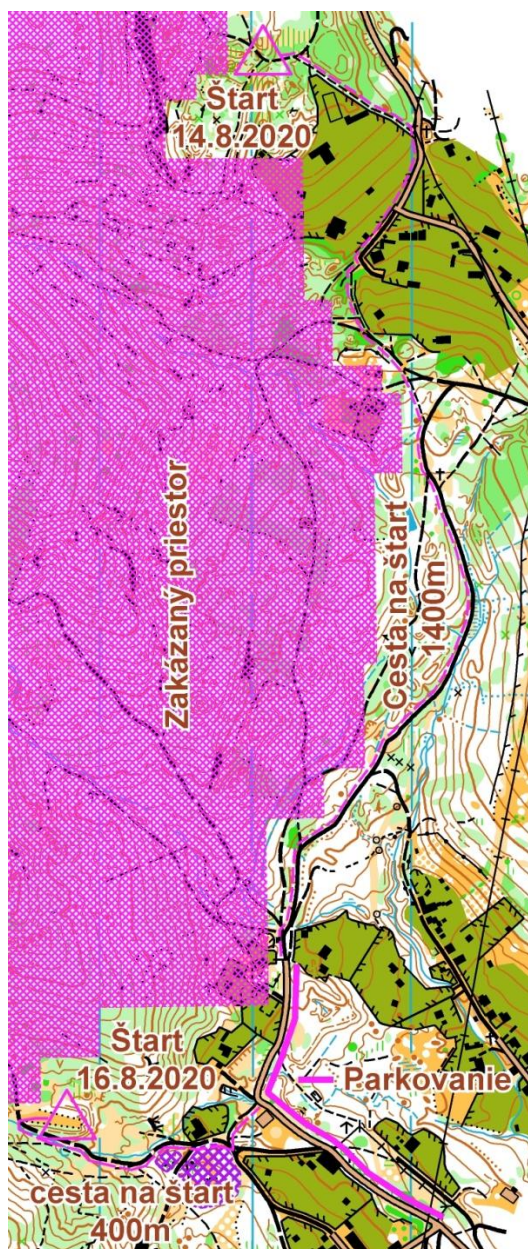 Štart
14.8.2020
Zakázaný priestor
Cesta na štart
1400m
Štart
16.8.2020
Parkovanie
cesta na štart
400m